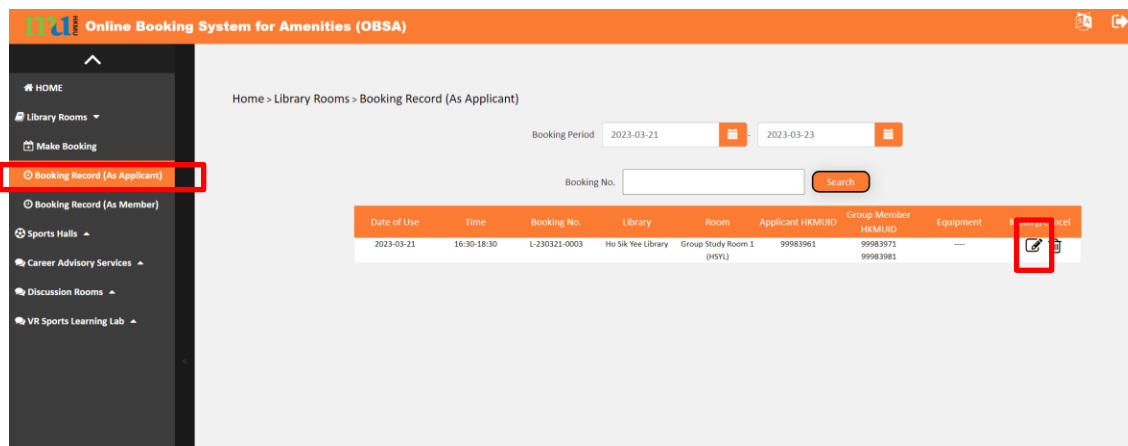 mu HKMU Online Booking System for Amenities (OBSA)
HOME
Library Rooms
Make Booking
Booking Record (As Applicant)
Booking Record (As Member)
Sports Halls
Career Advisory Services
Discussion Rooms
VR Sports Learning Lab
Home > Library Rooms > Booking Record (As Applicant)
Booking Period 2023-03-21 - 2023-03-23
Booking No. Search
Date of Use Time Booking No. Library Room Applicant HKMUID Group Member HKMUID Equipment Modify/Cancel
2023-03-21 16:30-18:30 L-230321-0003 Ho Sik Yee Library Group Study Room 1 (HSYL) 99983961 99983971 99983981 ----